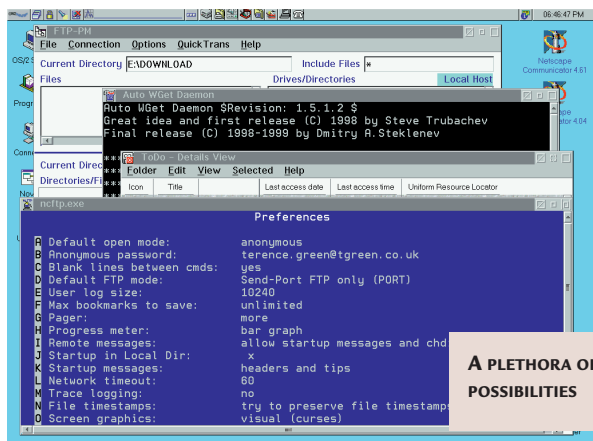 06:46:47 PM
FTP-PM
File Connection Options QuickTrans Help
Current Directory E:\DOWNLOAD
Include Files *
Files
Drives/Directories
Local Host
Netscape
Communicator 4.61
OS/2
Auto WGet Daemon
Auto WGet Daemon $Revision: 1.5.1.2 $
Great idea and first release (C) 1998 by Steve Trubachev
Final release (C) 1998-1999 by Dmitry A.Steklenev
***
***
***
Progr
Conn
Current Direc
Directories/Fi
ToDo - Details View
Folder Edit View Selected Help
Icon Title Last access date Last access time Uniform Resource Locator
ncftp.exe
Preferences
A Default open mode: anonymous
B Anonymous password: terence.green@tgreen.co.uk
C Blank lines between cmds: yes
D Default FTP mode: Send-Port FTP only (PORT)
E User log size: 10240
F Max bookmarks to save: unlimited
G Pager: more
H Progress meter: bar graph
I Remote messages: allow startup messages and chd
J Startup in Local Dir: x
K Startup messages: headers and tips
L Network timeout: 60
M Trace logging: no
N File timestamps: try to preserve file timestamps
O Screen graphics: visual (curses)
A PLETHORA OF
POSSIBILITIES